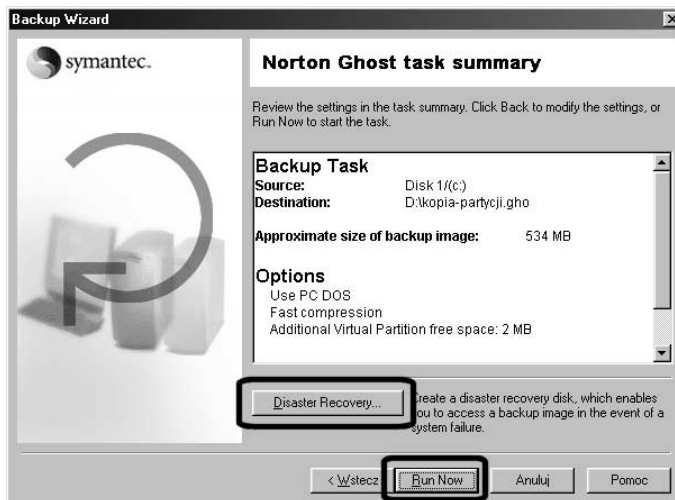 Backup Wizard
symantec.
Norton Ghost task summary
Review the settings in the task summary. Click Back to modify the settings, or
Run Now to start the task.
Backup Task
Source: Disk 1/(c:)
Destination: D:\kopia-partycji.gho
Approximate size of backup image: 534 MB
Options
Use PC DOS
Fast compression
Additional Virtual Partition free space: 2 MB
Disaster Recovery...
Create a disaster recovery disk, which enables
you to access a backup image in the event of a
system failure.
< Wstecz
Run Now
Anuluj
Pomoc